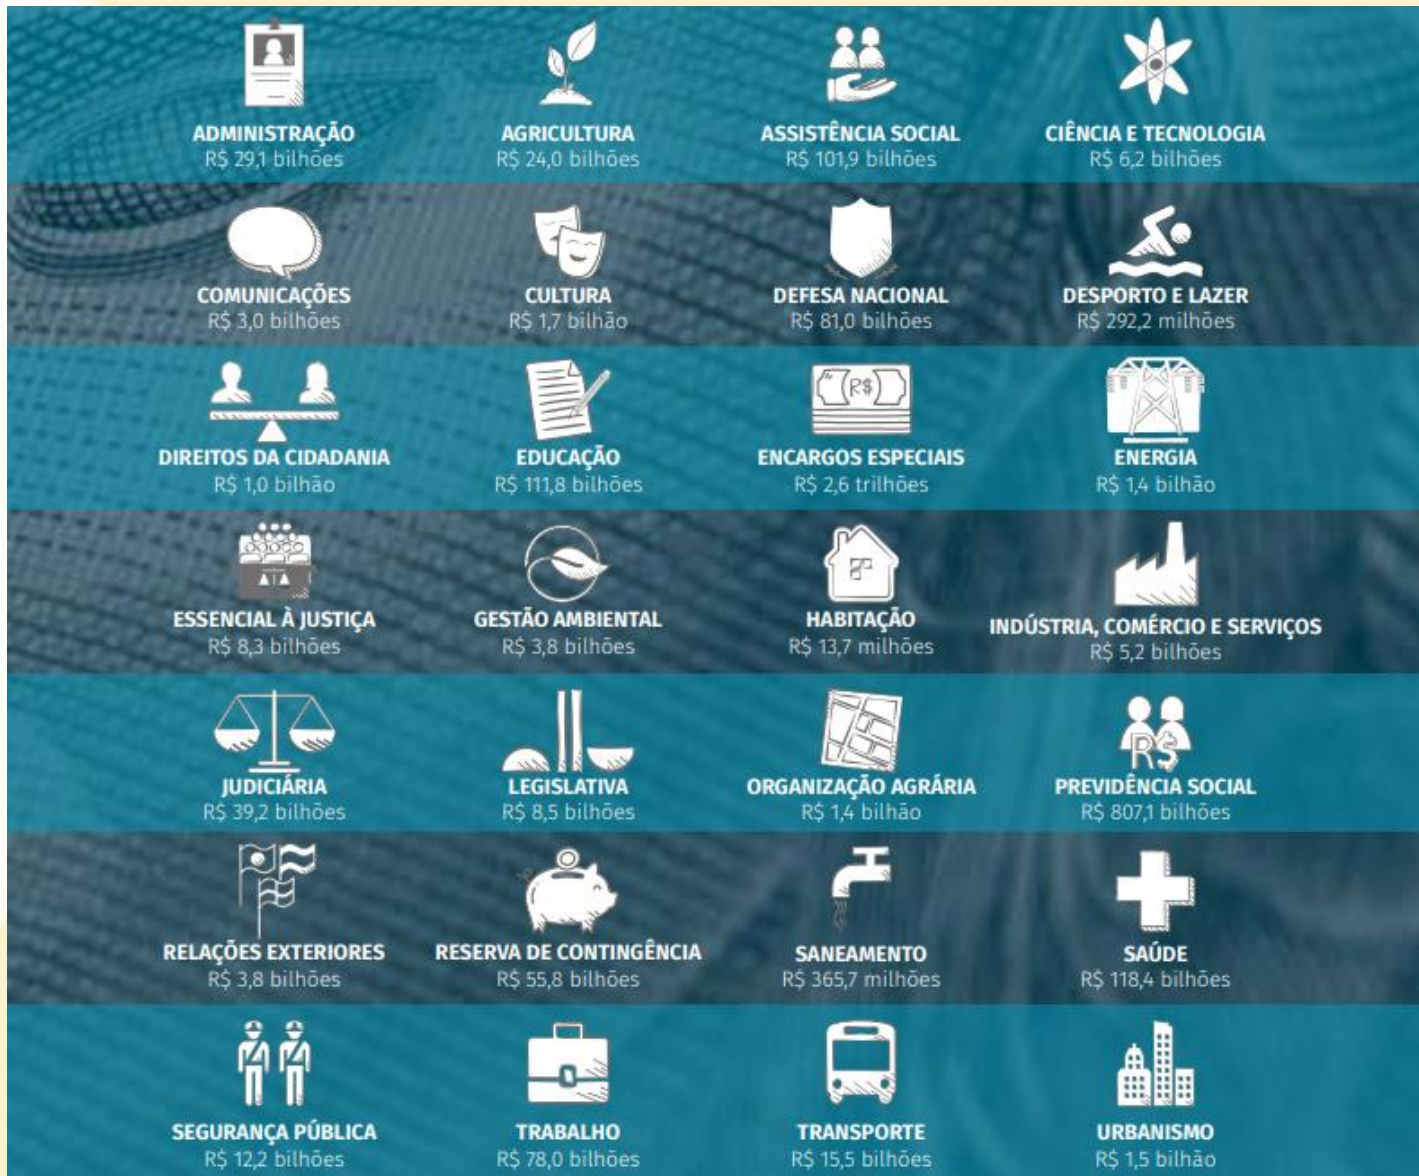 ADMINISTRAÇÃO
R$ 29,1 bilhões
AGRICULTURA
R$ 24,0 bilhões
ASSISTÊNCIA SOCIAL
R$ 101,9 bilhões
CIÊNCIA E TECNOLOGIA
R$ 6,2 bilhões
COMUNICAÇÕES
R$ 3,0 bilhões
CULTURA
R$ 1,7 bilhão
DEFESA NACIONAL
R$ 81,0 bilhões
DESPORTO E LAZER
R$ 292,2 milhões
DIREITOS DA CIDADANIA
R$ 1,0 bilhão
EDUCAÇÃO
R$ 111,8 bilhões
R$
ENCARGOS ESPECIAIS
R$ 2,6 trilhões
ENERGIA
R$ 1,4 bilhão
ESSENCIAL À JUSTIÇA
R$ 8,3 bilhões
GESTÃO AMBIENTAL
R$ 3,8 bilhões
HABITAÇÃO
R$ 13,7 milhões
INDÚSTRIA, COMÉRCIO E SERVIÇOS
R$ 5,2 bilhões
JUDICIÁRIA
R$ 39,2 bilhões
LEGISLATIVA
R$ 8,5 bilhões
ORGANIZAÇÃO AGRÁRIA
R$ 1,4 bilhão
R$
PREVIDÊNCIA SOCIAL
R$ 807,1 bilhões
RELAÇÕES EXTERIORES
R$ 3,8 bilhões
RESERVA DE CONTINGÊNCIA
R$ 55,8 bilhões
SANEAMENTO
R$ 365,7 milhões
SAÚDE
R$ 118,4 bilhões
SEGURANÇA PÚBLICA
R$ 12,2 bilhões
TRABALHO
R$ 78,0 bilhões
TRANSPORTE
R$ 15,5 bilhões
URBANISMO
R$ 1,5 bilhão